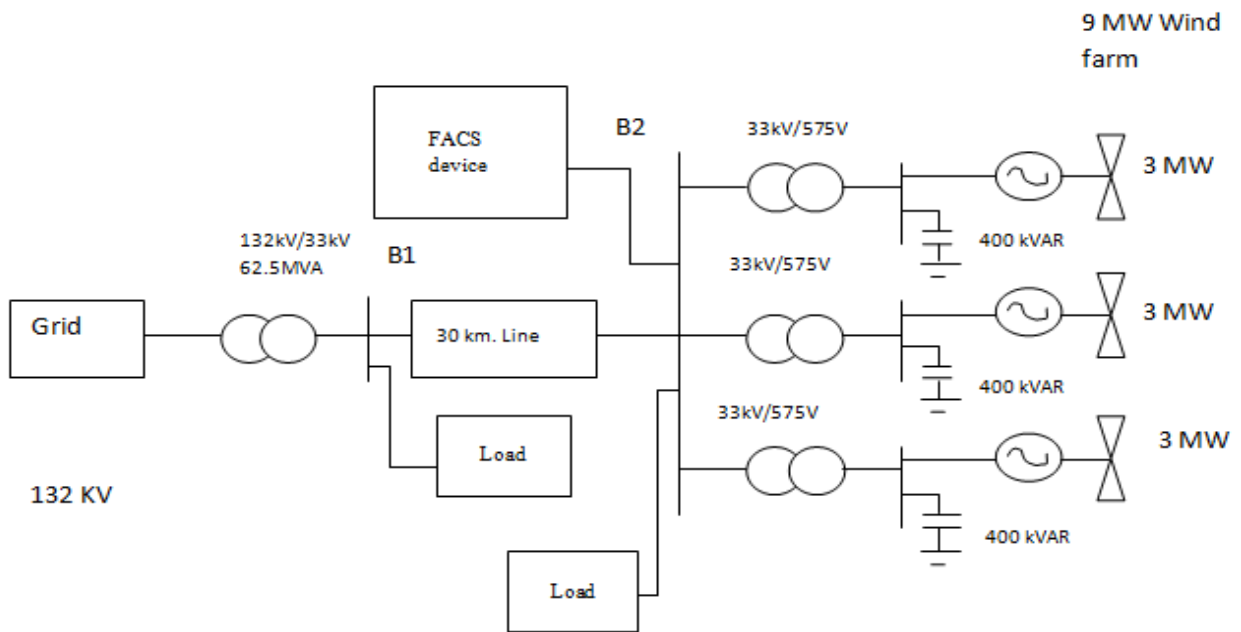 9 MW Wind
farm
FACS
device
B2
33kV/575V
3 MW
400 kVAR
132kV/33kV
62.5MVA
B1
33kV/575V
Grid
30 km. Line
3 MW
400 kVAR
33kV/575V
Load
3 MW
132 KV
400 kVAR
Load